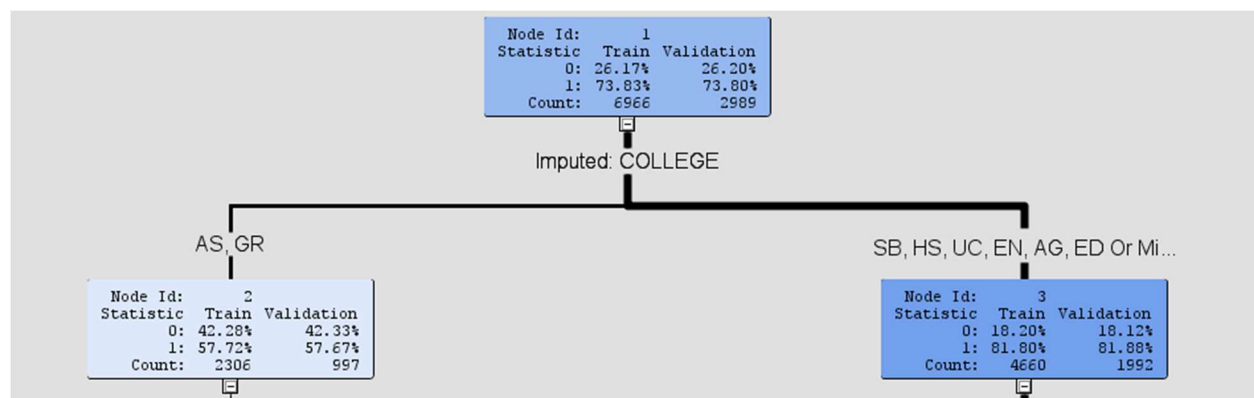 Node Id: 1
Statistic Train Validation
0: 26.17% 26.20%
1: 73.83% 73.80%
Count: 6966 2989
Imputed: COLLEGE
AS, GR
SB, HS, UC, EN, AG, ED Or Mi...
Node Id: 2
Statistic Train Validation
0: 42.28% 42.33%
1: 57.72% 57.67%
Count: 2306 997
Node Id: 3
Statistic Train Validation
0: 18.20% 18.12%
1: 81.80% 81.88%
Count: 4660 1992